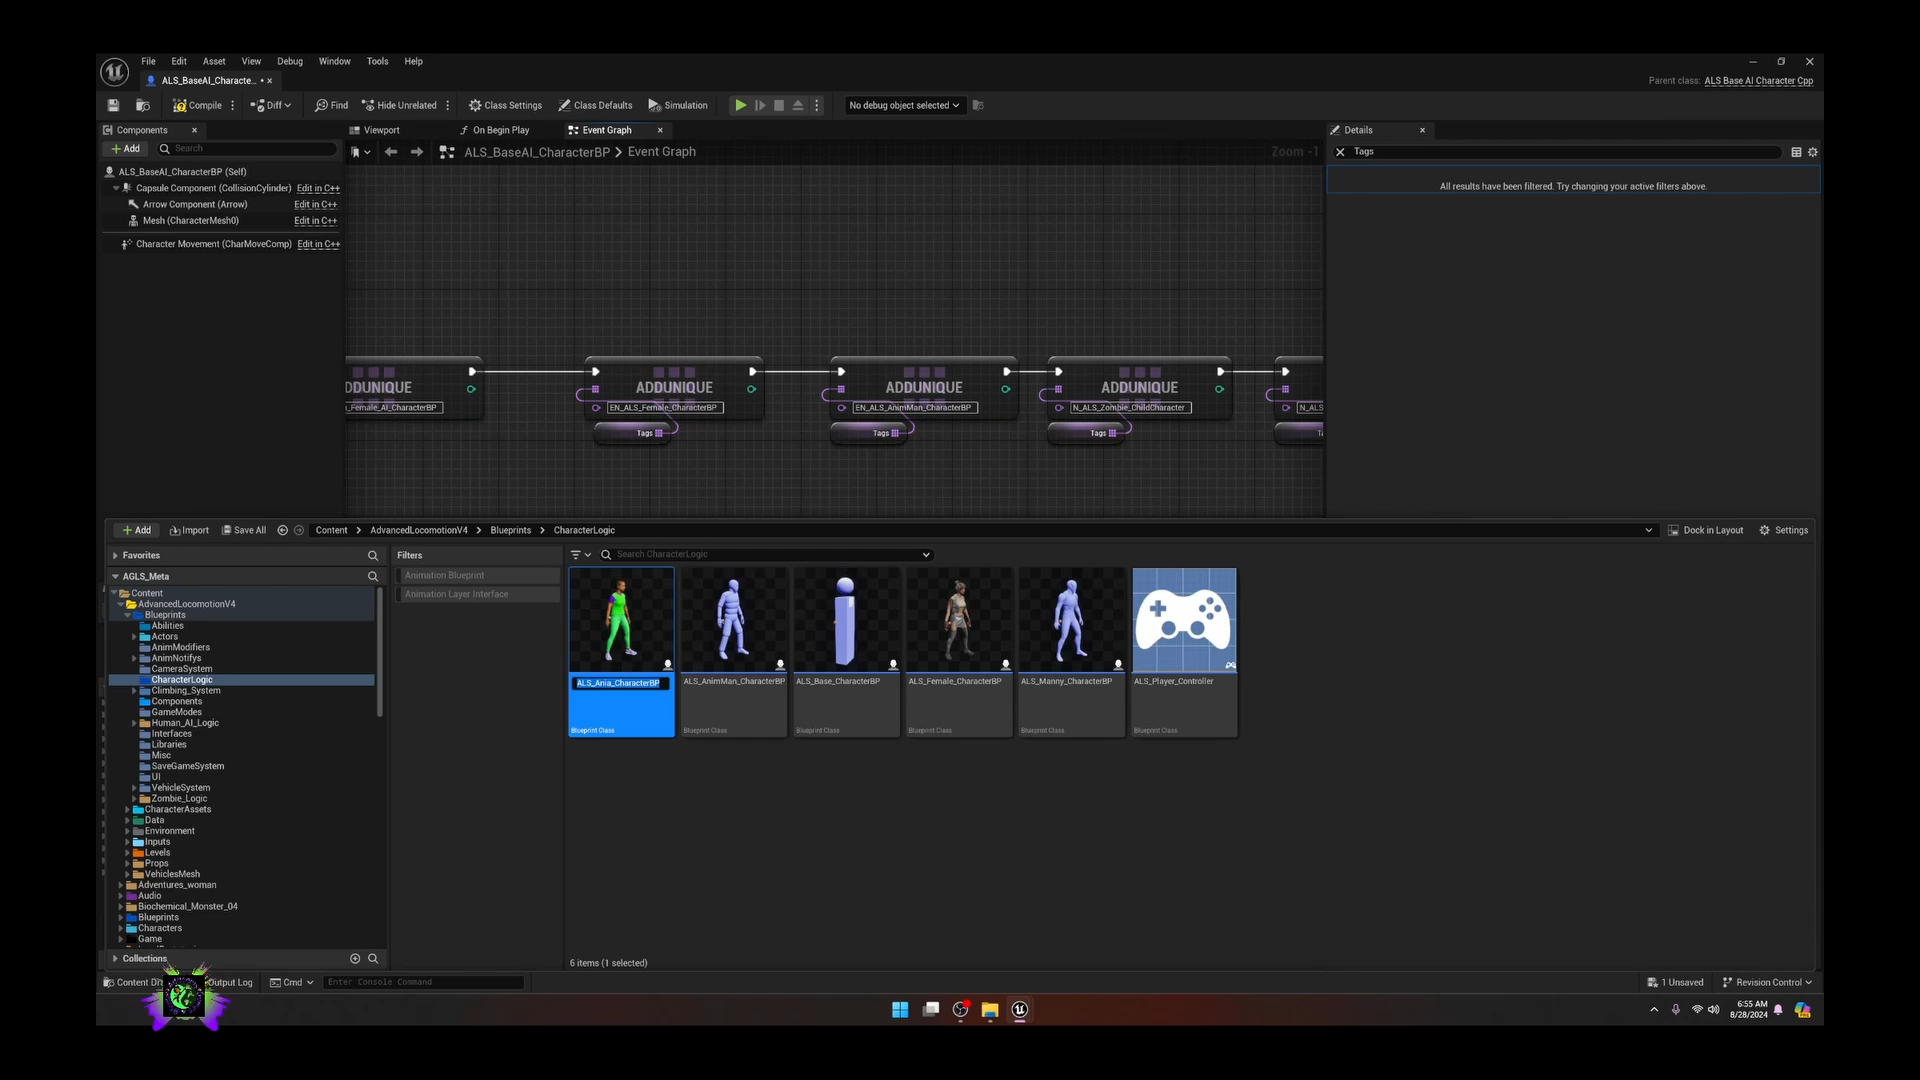 File Edit Asset View Debug Window Tools Help
ALS_BaseAI_Characte... •
Parent class: ALS Base AI Character Cpp
Compile Diff Find Hide Unrelated Class Settings Class Defaults Simulation No debug object selected
Components Viewport On Begin Play Event Graph Details
Add Search
ALS_BaseAI_CharacterBP > Event Graph
Zoom -1
Tags
All results have been filtered. Try changing your active filters above.
ALS_BaseAI_CharacterBP (Self)
Capsule Component (CollisionCylinder) Edit in C++
Arrow Component (Arrow) Edit in C++
Mesh (CharacterMesh0) Edit in C++
Character Movement (CharMoveComp) Edit in C++
DDUNIQUE ADDUNIQUE ADDUNIQUE ADDUNIQUE
_Female_AI_CharacterBP EN_ALS_Female_CharacterBP EN_ALS_AnimMan_CharacterBP N_ALS_Zombie_ChildCharacter N_ALS
Tags Tags Tags
Add Import Save All Content > AdvancedLocomotionV4 > Blueprints > CharacterLogic Dock in Layout Settings
Favorites
Filters
Search CharacterLogic
Animation Blueprint
Animation Layer Interface
AGLS_Meta
Content
AdvancedLocomotionV4
Blueprints
Abilities
Actors
AnimModifiers
AnimNotifys
CameraSystem
CharacterLogic
Climbing_System
Components
GameModes
Human_AI_Logic
Interfaces
Libraries
Misc
SaveGameSystem
UI
VehicleSystem
Zombie_Logic
CharacterAssets
Data
Environment
Inputs
Levels
Props
VehiclesMesh
Adventures_woman
Audio
Biochemical_Monster_04
Blueprints
Characters
Game
Collections
ALS_Ania_CharacterBP ALS_AnimMan_CharacterBP ALS_Base_CharacterBP ALS_Female_CharacterBP ALS_Manny_CharacterBP ALS_Player_Controller
Blueprint Class Blueprint Class Blueprint Class Blueprint Class Blueprint Class Blueprint Class
6 items (1 selected)
Content Dr Output Log Cmd Enter Console Command
1 Unsaved Revision Control
6:55 AM
8/28/2024